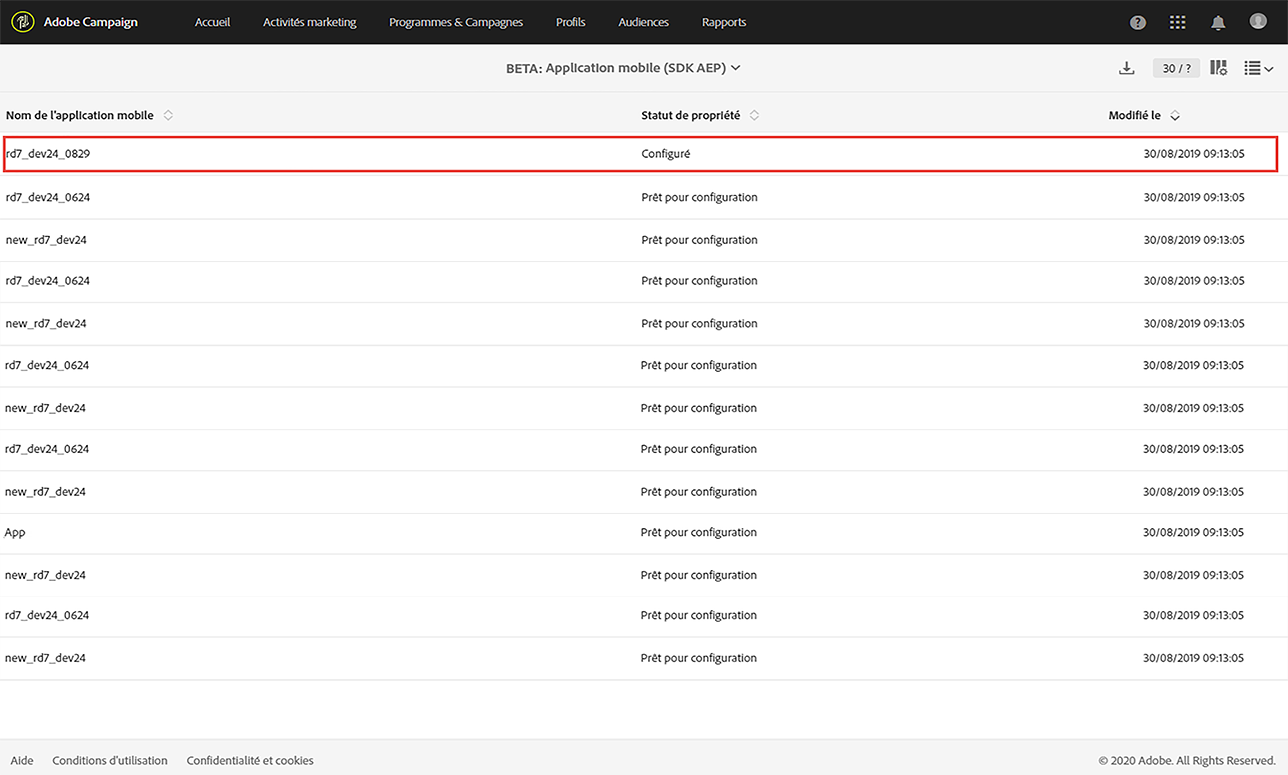 Adobe Campaign Accueil Activités marketing Programmes & Campagnes Profils Audiences Rapports
BETA: Application mobile (SDK AEP) 30 / ?
Nom de l'application mobile Statut de propriété Modifié le
rd7_dev24_0829 Configuré 30/08/2019 09:13:05
rd7_dev24_0624 Prêt pour configuration 30/08/2019 09:13:05
new_rd7_dev24 Prêt pour configuration 30/08/2019 09:13:05
rd7_dev24_0624 Prêt pour configuration 30/08/2019 09:13:05
new_rd7_dev24 Prêt pour configuration 30/08/2019 09:13:05
rd7_dev24_0624 Prêt pour configuration 30/08/2019 09:13:05
new_rd7_dev24 Prêt pour configuration 30/08/2019 09:13:05
rd7_dev24_0624 Prêt pour configuration 30/08/2019 09:13:05
new_rd7_dev24 Prêt pour configuration 30/08/2019 09:13:05
App Prêt pour configuration 30/08/2019 09:13:05
new_rd7_dev24 Prêt pour configuration 30/08/2019 09:13:05
rd7_dev24_0624 Prêt pour configuration 30/08/2019 09:13:05
new_rd7_dev24 Prêt pour configuration 30/08/2019 09:13:05
Aide Conditions d'utilisation Confidentialité et cookies © 2020 Adobe. All Rights Reserved.